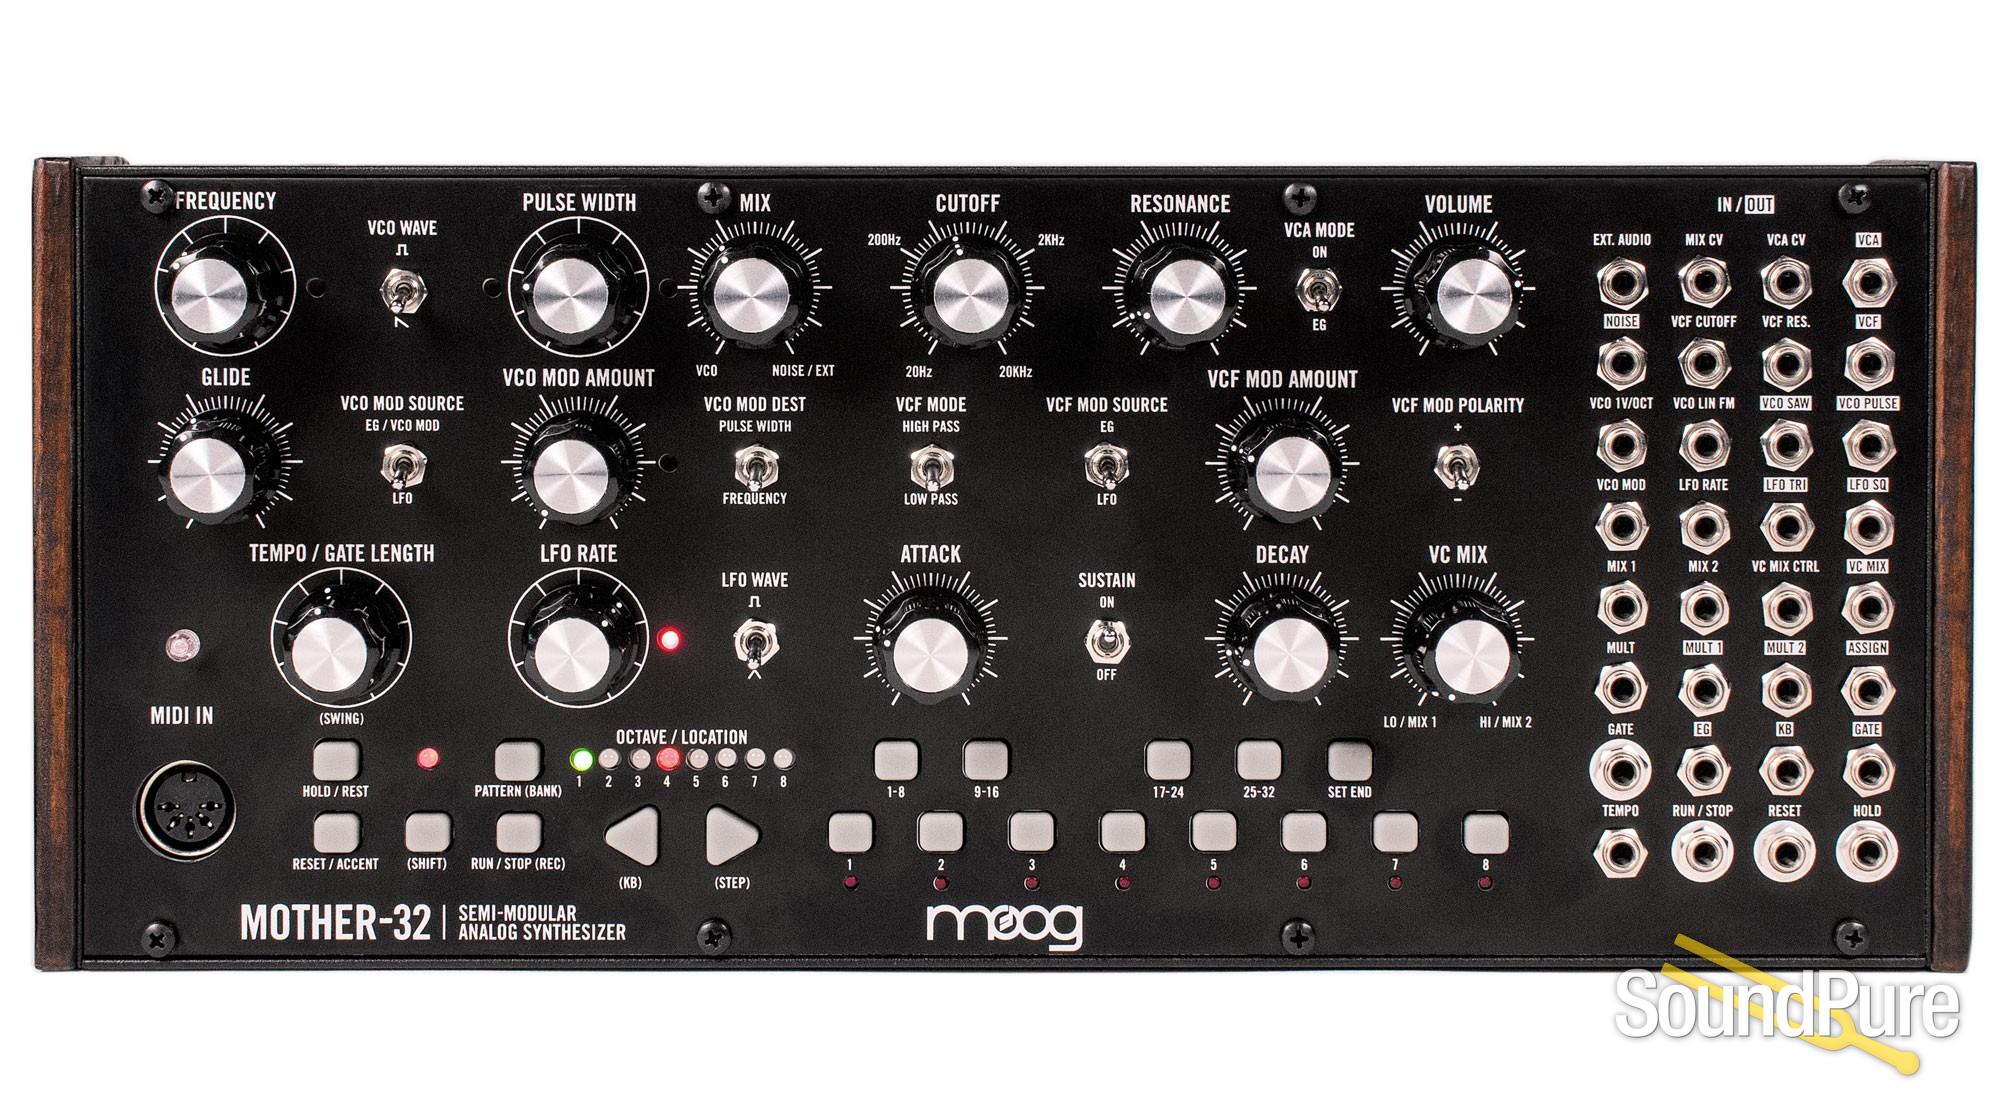 FREQUENCY PULSE WIDTH MIX CUTOFF RESONANCE VOLUME IN / OUT
VCO WAVE VCA MODE
ON
EG
200Hz 2KHz
20Hz 20KHz
VCO NOISE / EXT
EXT. AUDIO MIX CV VCA CV VCA
NOISE VCF CUTOFF VCF RES. VCF
GLIDE VCO MOD AMOUNT VCF MOD AMOUNT
VCO MOD SOURCE VCO MOD DEST VCF MODE VCF MOD SOURCE VCF MOD POLARITY
EG / VCO MOD PULSE WIDTH HIGH PASS EG +
LFO FREQUENCY LOW PASS LFO -
VCO 1V/OCT VCO LIN FM VCO SAW VCO PULSE
VCO MOD LFO RATE LFO TRI LFO SQ
TEMPO / GATE LENGTH LFO RATE ATTACK DECAY VC MIX
LFO WAVE SUSTAIN
ON
OFF
MIX 1 MIX 2 VC MIX CTRL VC MIX
MULT MULT 1 MULT 2 ASSIGN
MIDI IN (SWING) LO / MIX 1 HI / MIX 2
GATE EG KB GATE
OCTAVE / LOCATION
1 2 3 4 5 6 7 8
HOLD / REST PATTERN (BANK) 1-8 9-16 17-24 25-32 SET END
TEMPO RUN / STOP RESET HOLD
RESET / ACCENT (SHIFT) RUN / STOP (REC) 1 2 3 4 5 6 7 8
(KB) (STEP)
MOTHER-32 SEMI-MODULAR
ANALOG SYNTHESIZER
moog
SoundPure